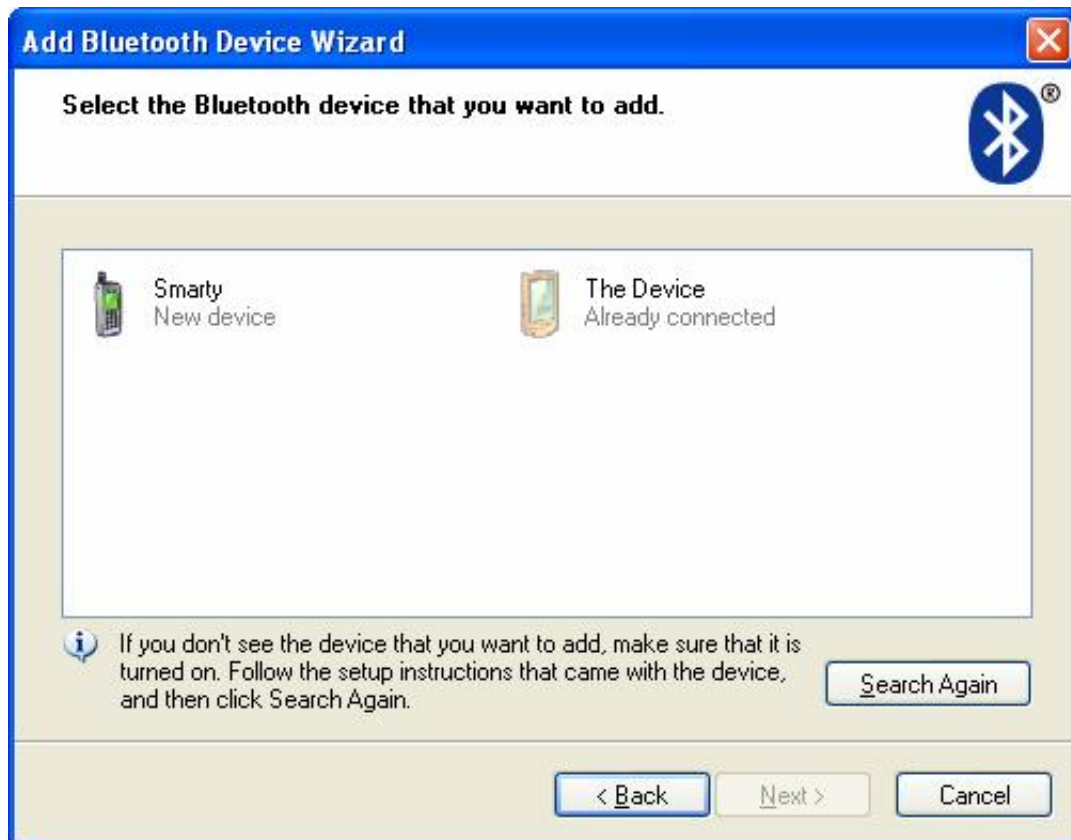 Add Bluetooth Device Wizard
Select the Bluetooth device that you want to add.
®
Smarty
New device
The Device
Already connected
If you don't see the device that you want to add, make sure that it is
turned on. Follow the setup instructions that came with the device,
and then click Search Again.
Search Again
< Back
Next >
Cancel